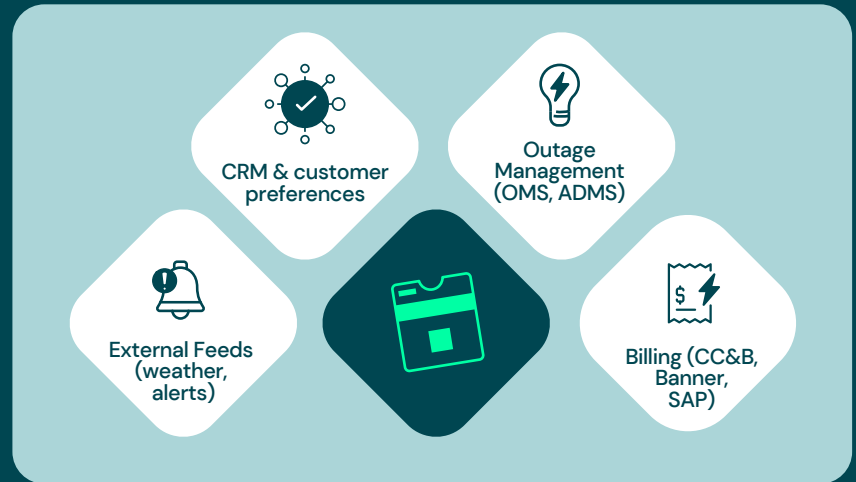 CRM & customer
preferences
Outage
Management
(OMS, ADMS)
External Feeds
(weather,
alerts)
$
Billing (CC&B,
Banner,
SAP)